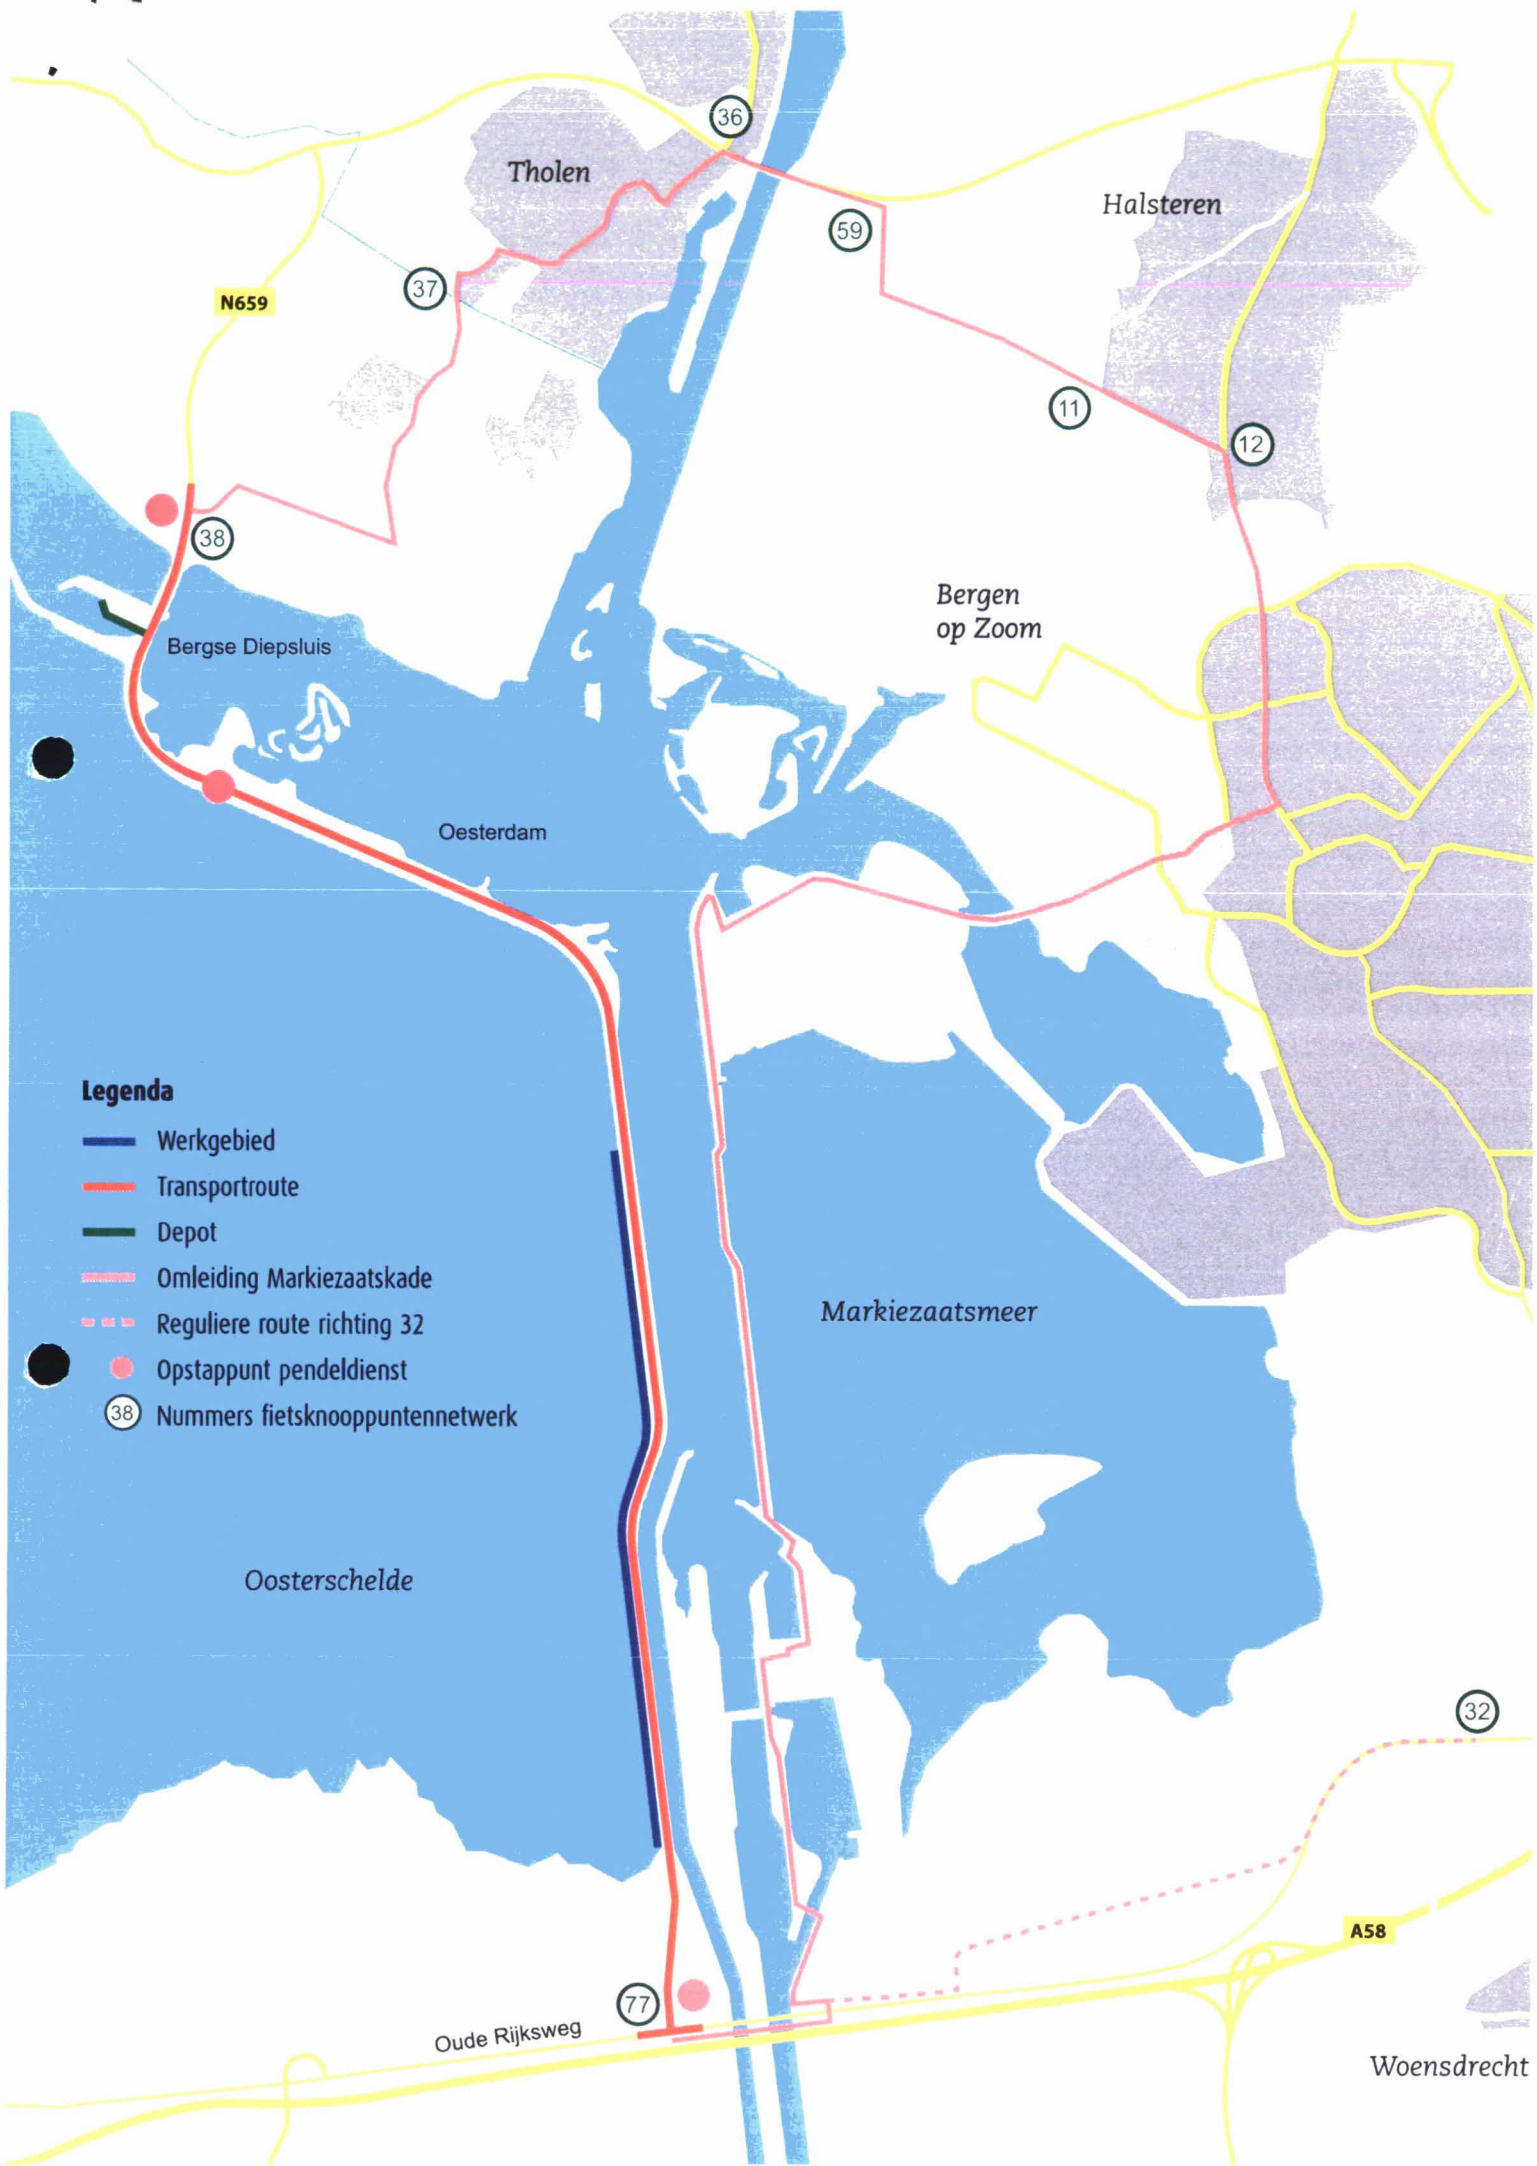 36
Tholen
Halsteren
59
37
N659
11
12
38
Bergen
op Zoom
Bergse Diepsluis
Oesterdam
Legenda
Werkgebied
Transportroute
Depot
Omleiding Markiezaatskade
Reguliere route richting 32
Opstappunt pendeldienst
38 Nummers fietsknooppuntennetwerk
Markiezaatsmeer
Oosterschelde
32
A58
77
Oude Rijksweg
Woensdrecht